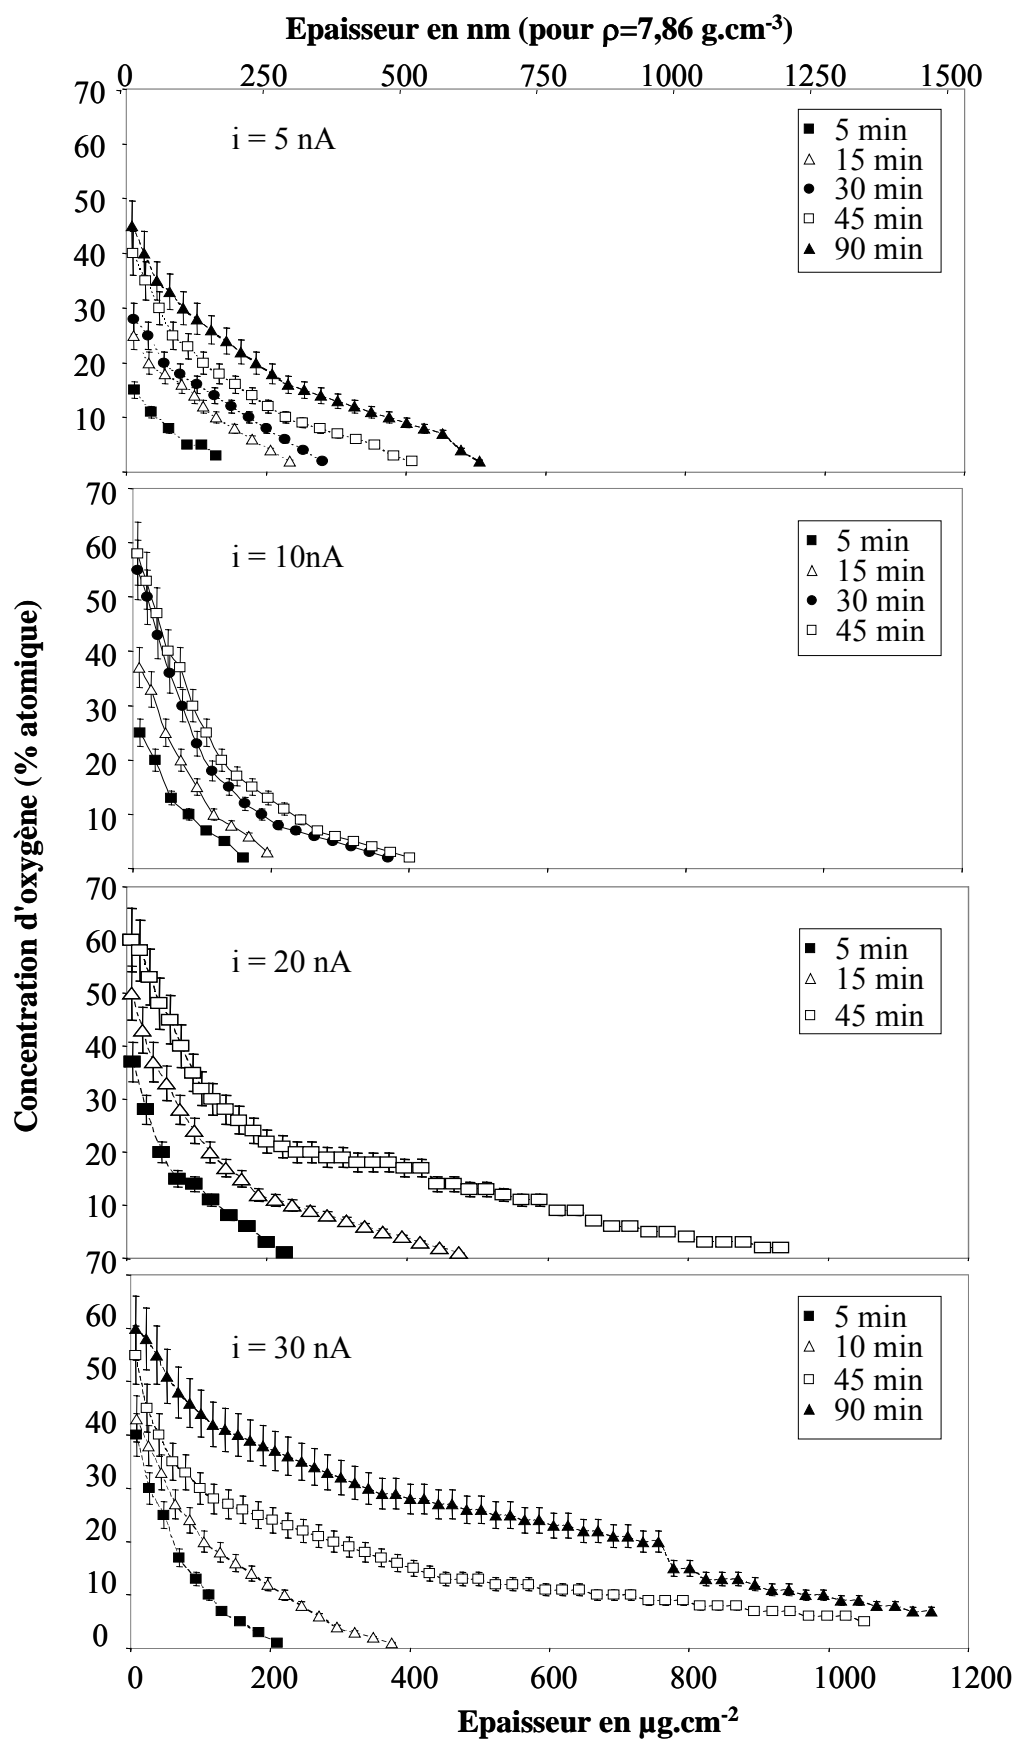 Epaisseur en nm (pour ρ=7,86 g.cm-3)
0 250 500 750 1000 1250 1500
70
60
50
40
30
20
10
i = 5 nA
5 min
15 min
30 min
45 min
90 min
70
60
50
40
30
20
10
i = 10nA
5 min
15 min
30 min
45 min
Concentration d'oxygène (% atomique)
70
60
50
40
30
20
10
i = 20 nA
5 min
15 min
45 min
70
60
50
40
30
20
10
0
i = 30 nA
5 min
10 min
45 min
90 min
0 200 400 600 800 1000 1200
Epaisseur en µg.cm-2